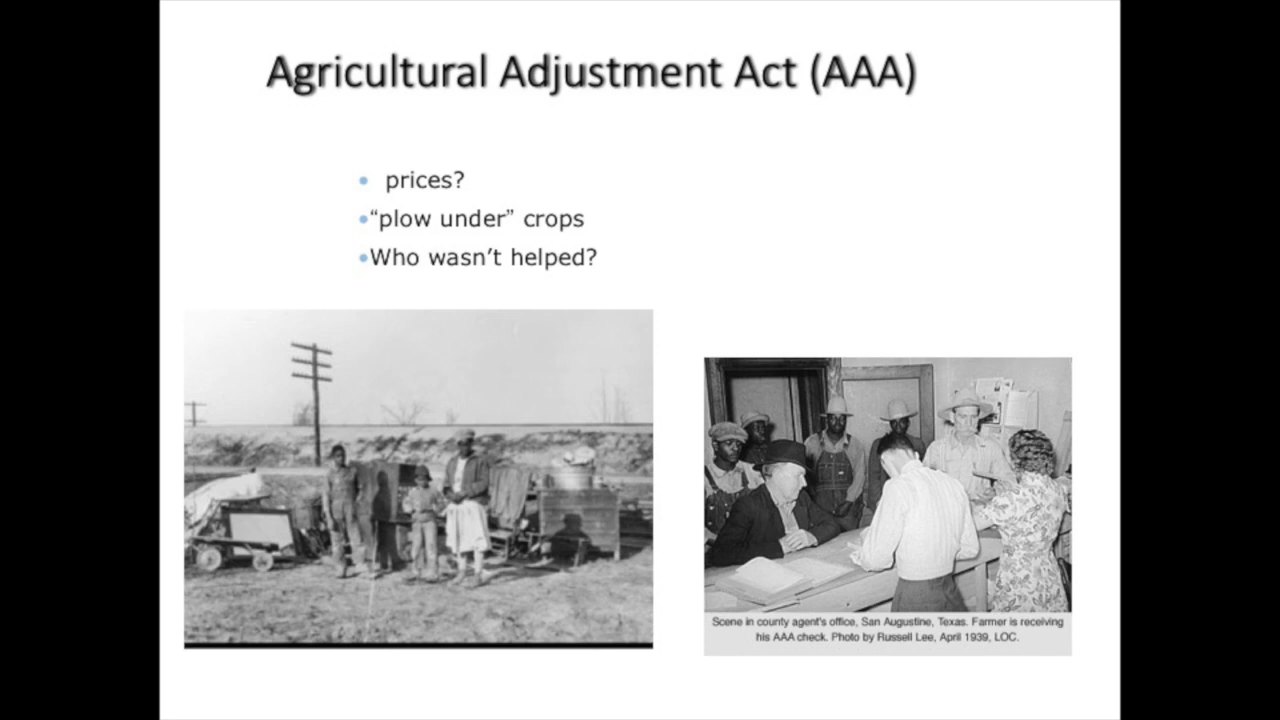 Agricultural Adjustment Act (AAA)
• prices?
•“plow under” crops
•Who wasn’t helped?
Scene in county agent's office, San Augustine, Texas. Farmer is receiving
his AAA check. Photo by Russell Lee, April 1939, LOC.